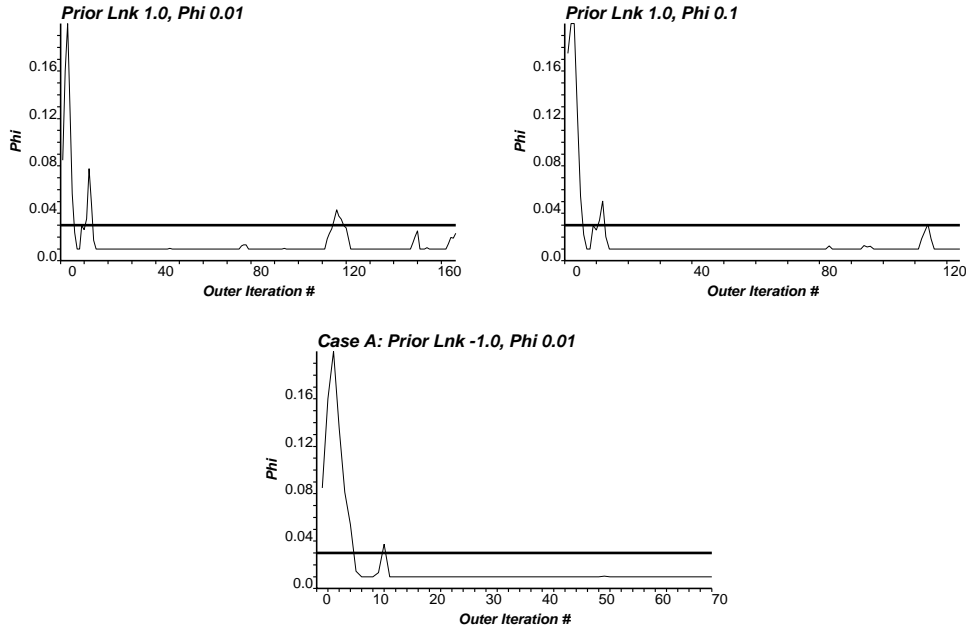 Prior Lnk 1.0, Phi 0.01
0.16
0.12
0.08
0.04
0.0
Phi
0 40 80 120 160
Outer Iteration #
Prior Lnk 1.0, Phi 0.1
0.16
0.12
0.08
0.04
0.0
Phi
0 40 80 120
Outer Iteration #
Case A: Prior Lnk -1.0, Phi 0.01
0.16
0.12
0.08
0.04
0.0
Phi
0 10 20 30 40 50 60 70
Outer Iteration #